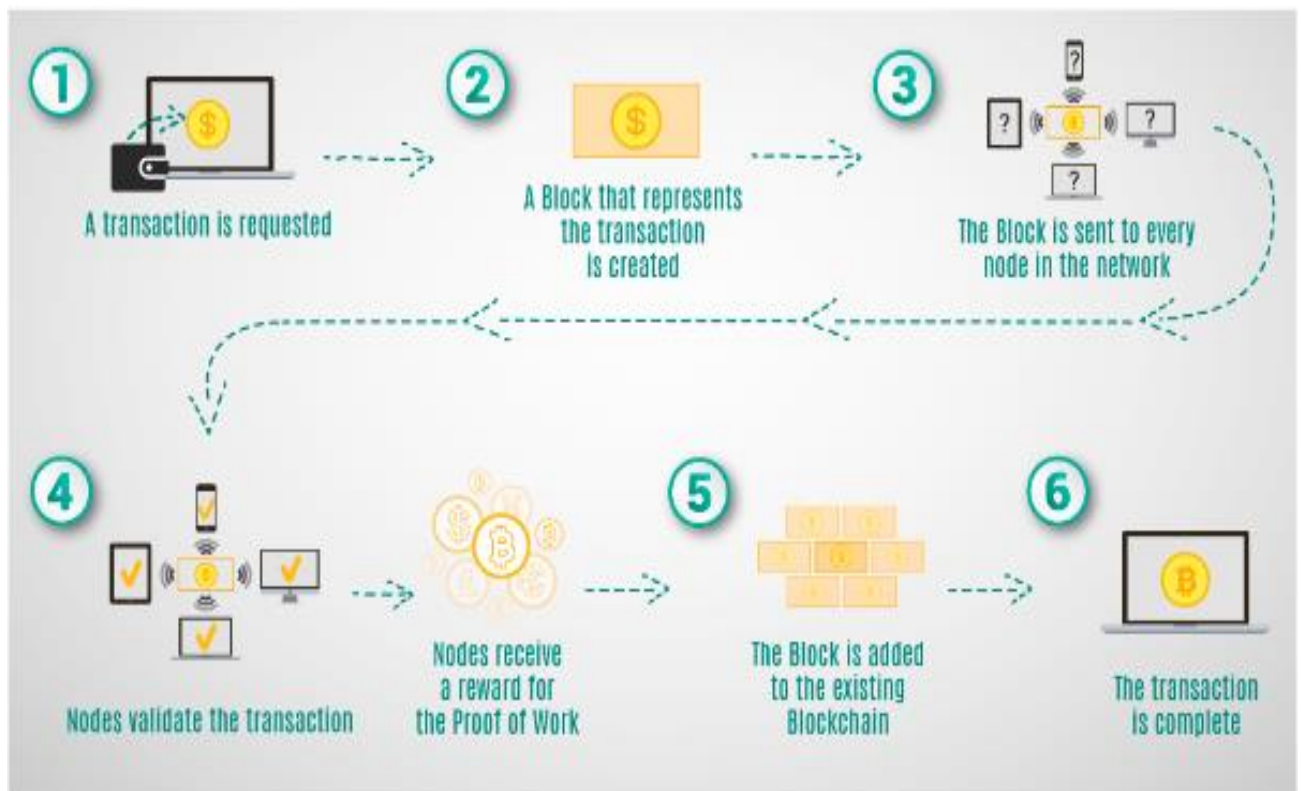 1
A transaction is requested
2
A Block that represents
the transaction
is created
3
The Block is sent to every
node in the network
4
Nodes validate the transaction
Nodes receive
a reward for
the Proof of Work
5
The Block is added
to the existing
Blockchain
6
The transaction
is complete